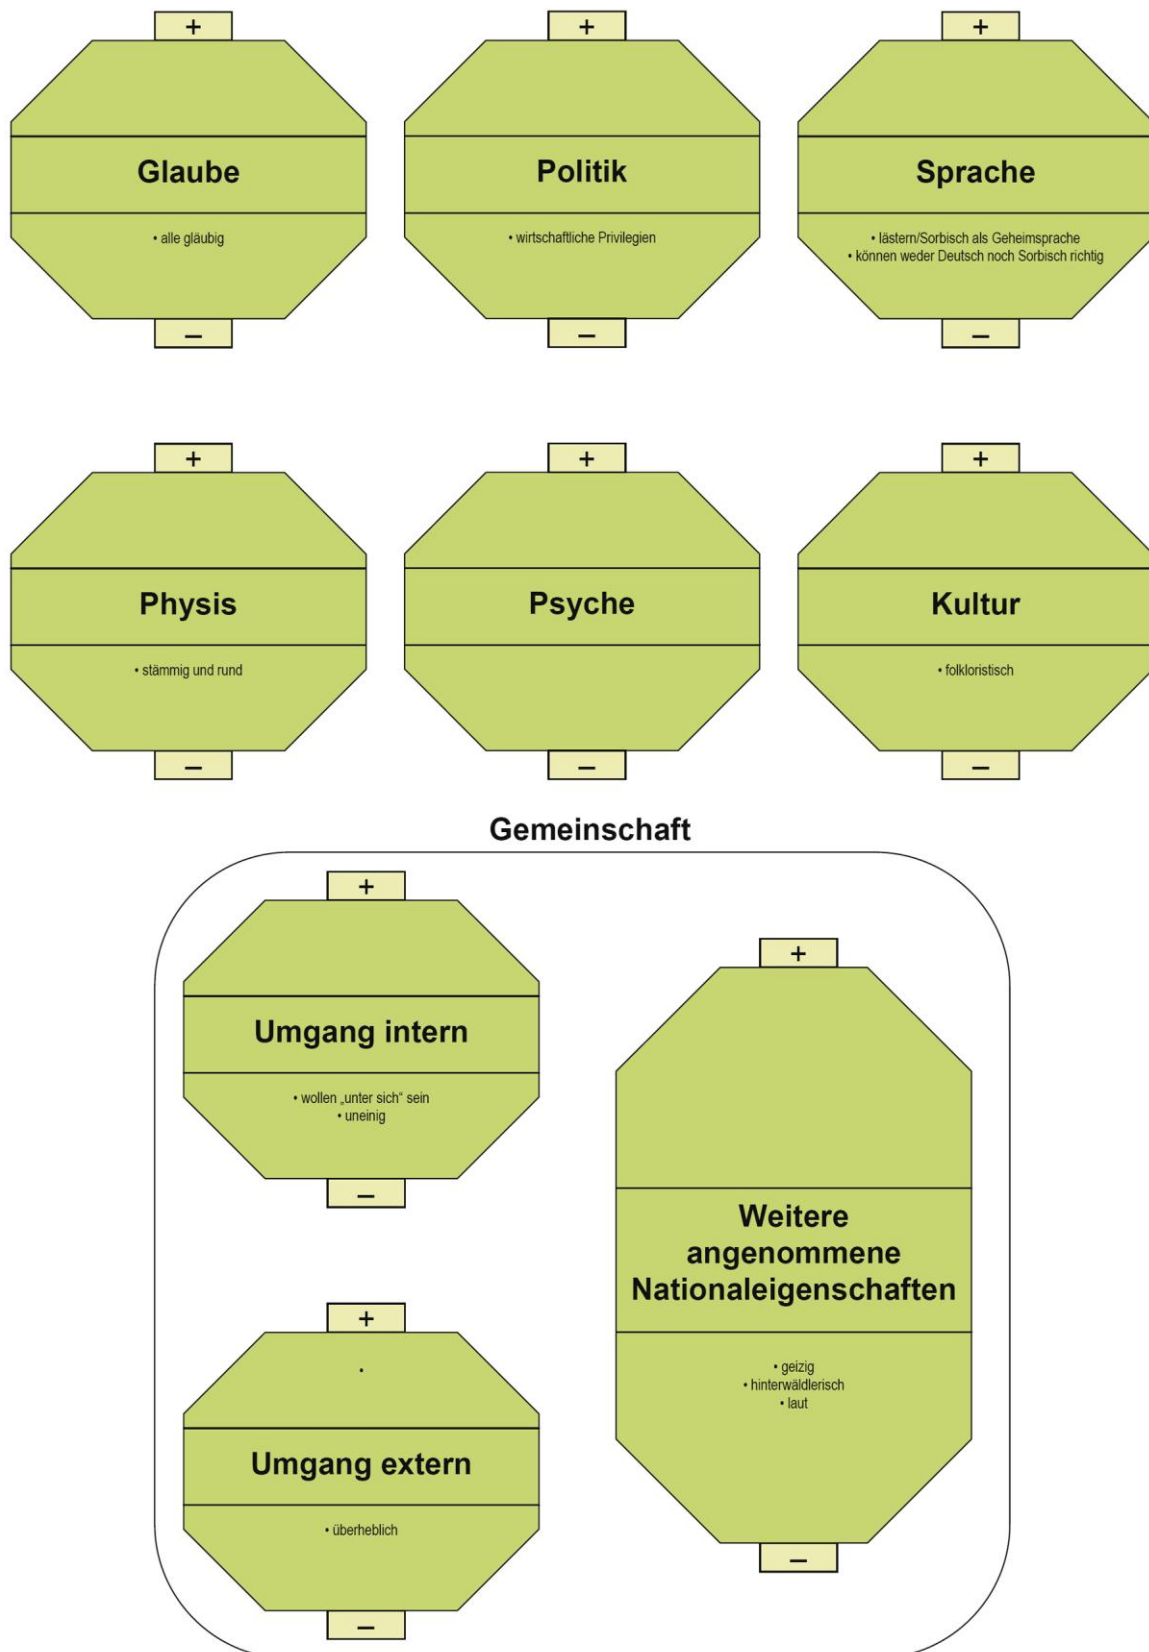 + + +
Glaube Politik Sprache
• alle gläubig • wirtschaftliche Privilegien • lästern/Sorbisch als Geheimsprache
• können weder Deutsch noch Sorbisch richtig
– – –
+ + +
Physis Psyche Kultur
• stämmig und rund • folkloristisch
– – –
Gemeinschaft
+
Umgang intern
• wollen „unter sich“ sein
• uneinig
–
+
•
Umgang extern
• überheblich
–
+
Weitere
angenommene
Nationaleigenschaften
• geizig
• hinterwäldlerisch
• laut
–